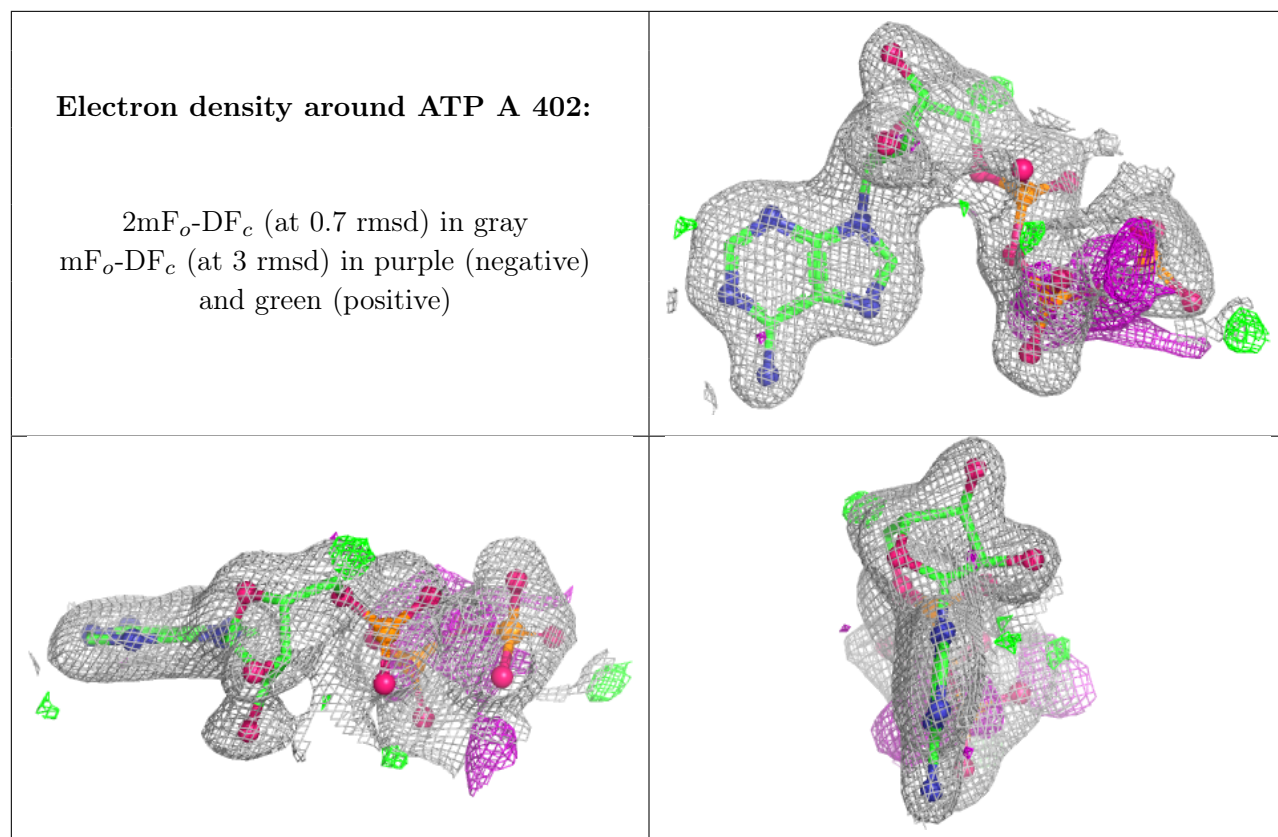 Electron density around ATP A 402:
2mFₒ-DF𝒸 (at 0.7 rmsd) in gray
mFₒ-DF𝒸 (at 3 rmsd) in purple (negative)
and green (positive)